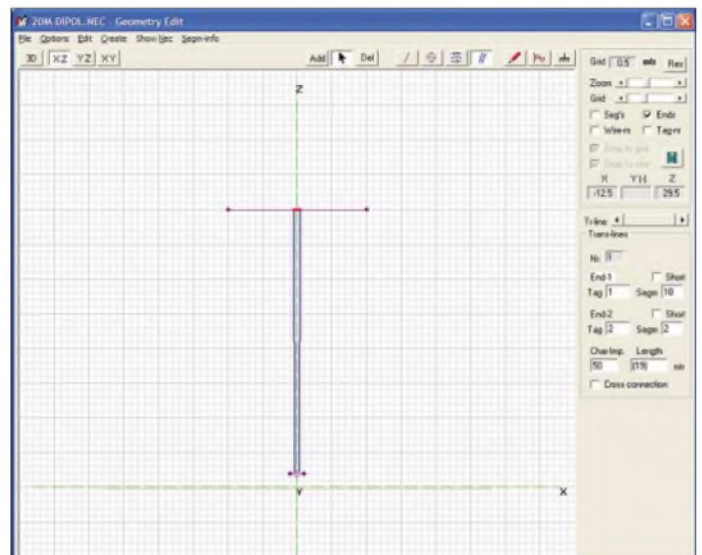 20M-DIPOL.NEC - Geometry Edit
File Options Edit Create Show Nec Segm-info
3D XZ YZ XY Add Del
Grid 0.5 mtr Res
Zoom
Grid
Seg's Ends
Wire-nr Tag-nr
Snap to grid
X Y Z
-12.5 29.5
Tr-line
Trans-lines
Nr. 1
End-1 Short
Tag 1 Segm 10
End-2 Short
Tag 2 Segm 2
Char-Imp. Length
50 (19) mtr
Cross connection
Z
Y
X